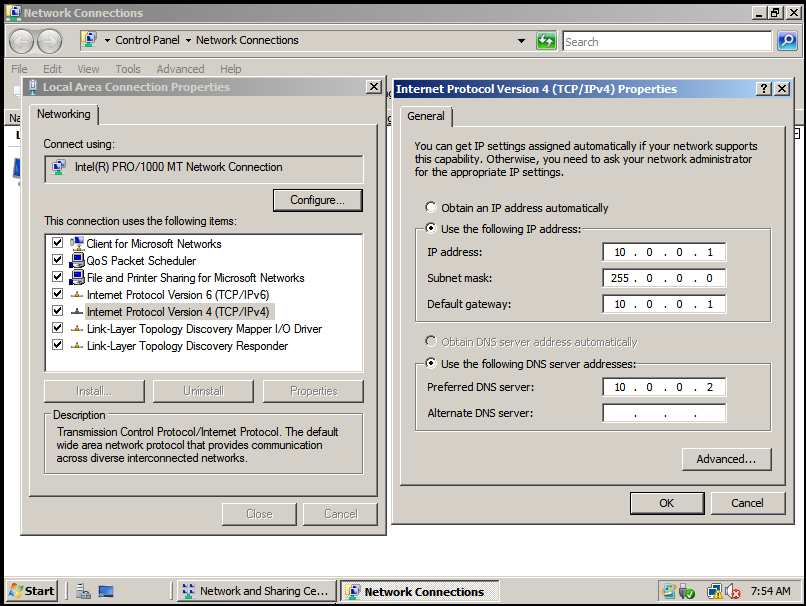 Network Connections
Control Panel
Network Connections
Search
File Edit View Tools Advanced Help
Local Area Connection Properties
Networking
Connect using:
Intel(R) PRO/1000 MT Network Connection
Configure...
This connection uses the following items:
Client for Microsoft Networks
QoS Packet Scheduler
File and Printer Sharing for Microsoft Networks
Internet Protocol Version 6 (TCP/IPv6)
Internet Protocol Version 4 (TCP/IPv4)
Link-Layer Topology Discovery Mapper I/O Driver
Link-Layer Topology Discovery Responder
Install...
Uninstall
Properties
Description
Transmission Control Protocol/Internet Protocol. The default
wide area network protocol that provides communication
across diverse interconnected networks.
Close
Cancel
Internet Protocol Version 4 (TCP/IPv4) Properties
General
You can get IP settings assigned automatically if your network supports
this capability. Otherwise, you need to ask your network administrator
for the appropriate IP settings.
Obtain an IP address automatically
Use the following IP address:
IP address: 10 . 0 . 0 . 1
Subnet mask: 255 . 0 . 0 . 0
Default gateway: 10 . 0 . 0 . 1
Obtain DNS server address automatically
Use the following DNS server addresses:
Preferred DNS server: 10 . 0 . 0 . 2
Alternate DNS server: . . .
Advanced...
OK
Cancel
Start
Network and Sharing Ce...
Network Connections
7:54 AM